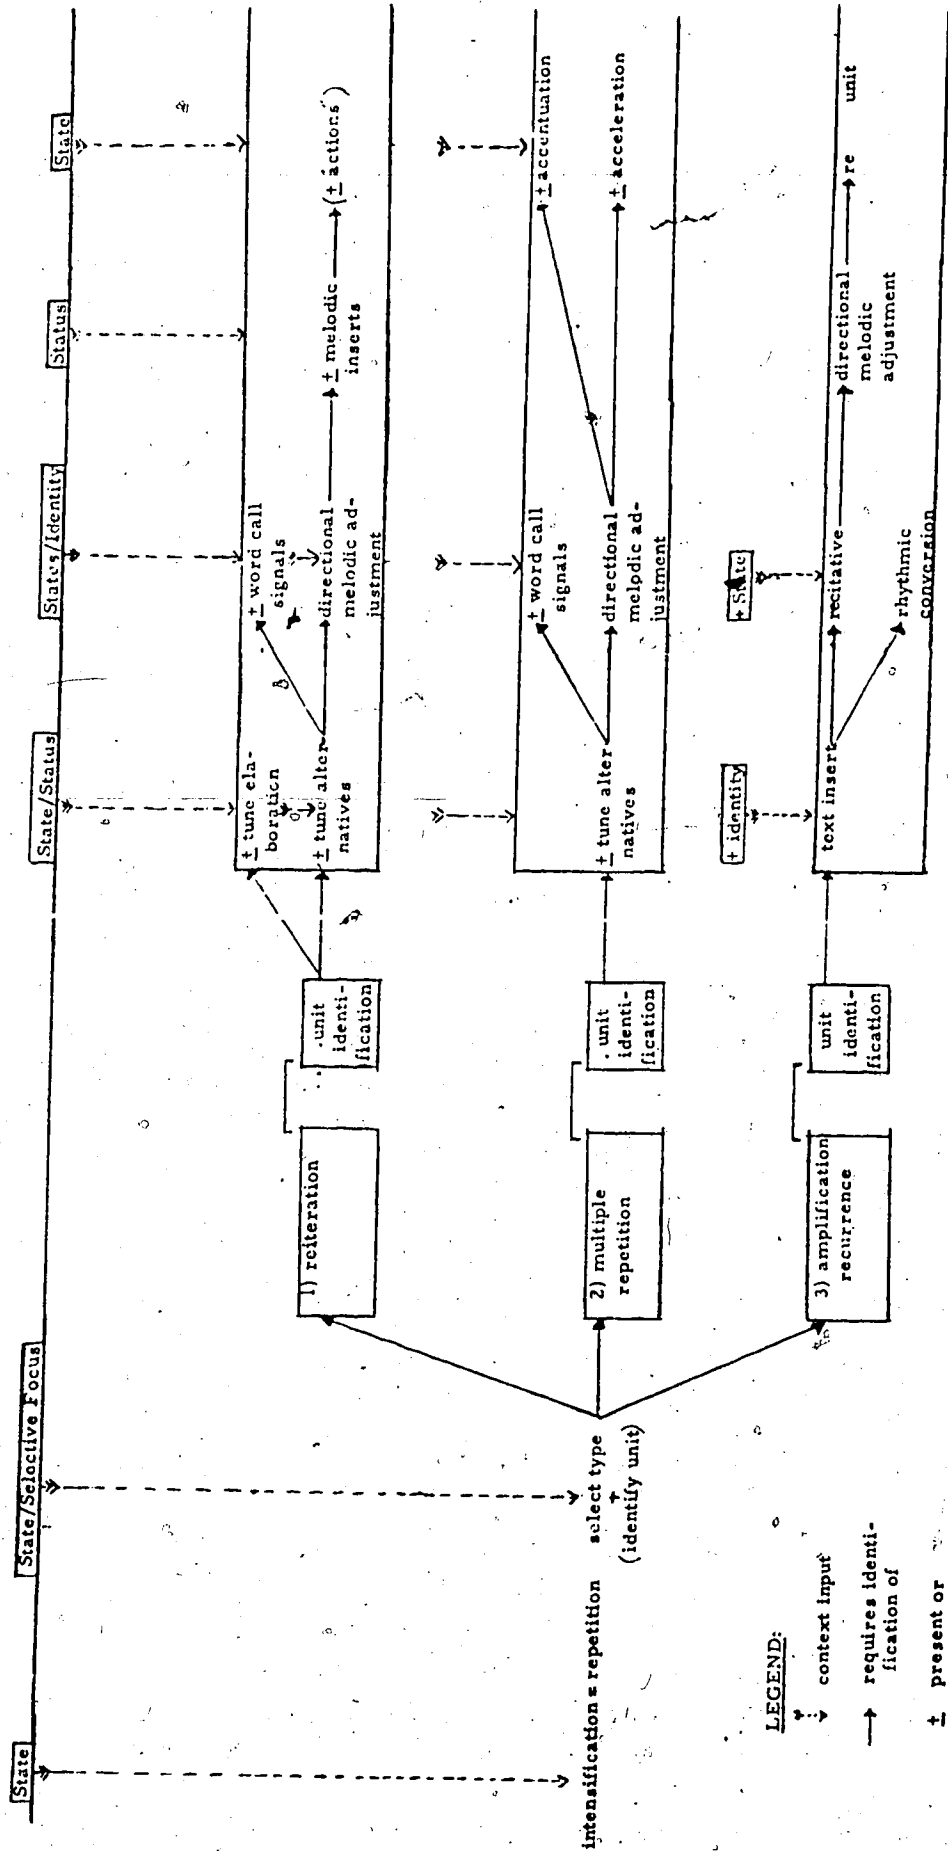 State
State/Selective Focus
State/Status
States/Identity
Status
State
intensification = repetition
select type
+
(identify unit)
1) reiteration
unit
identi-
fication
± tune ela-
boration
± tune alter-
natives
± word call
signals
directional
melodic ad-
justment
± melodic
inserts
(± actions)
2) multiple
repetition
unit
identi-
fication
± tune alter
natives
± word call
signals
directional
melodic ad-
justment
± accentuation
± acceleration
3) amplification
recurrence
unit
identi-
fication
+ identity
+ State
text insert
recitative
rhythmic
conversion
directional
melodic
adjustment
re unit
LEGEND:
context input
requires identi-
fication of
± present or